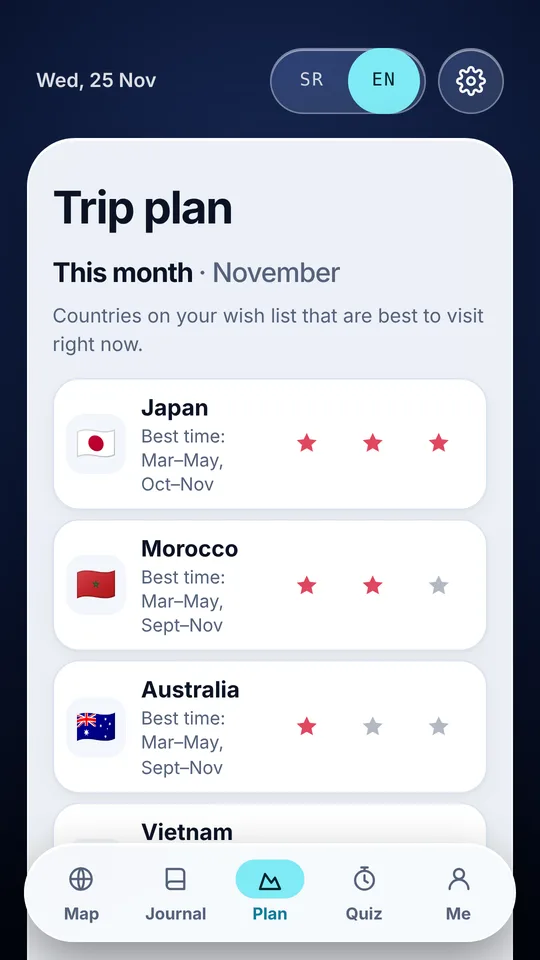 Wed, 25 Nov
SR
EN
Trip plan
This month · November
Countries on your wish list that are best to visit
right now.
Japan
Best time:
Mar–May,
Oct–Nov
Morocco
Best time:
Mar–May,
Sept–Nov
Australia
Best time:
Mar–May,
Sept–Nov
Vietnam
Map
Journal
Plan
Quiz
Me